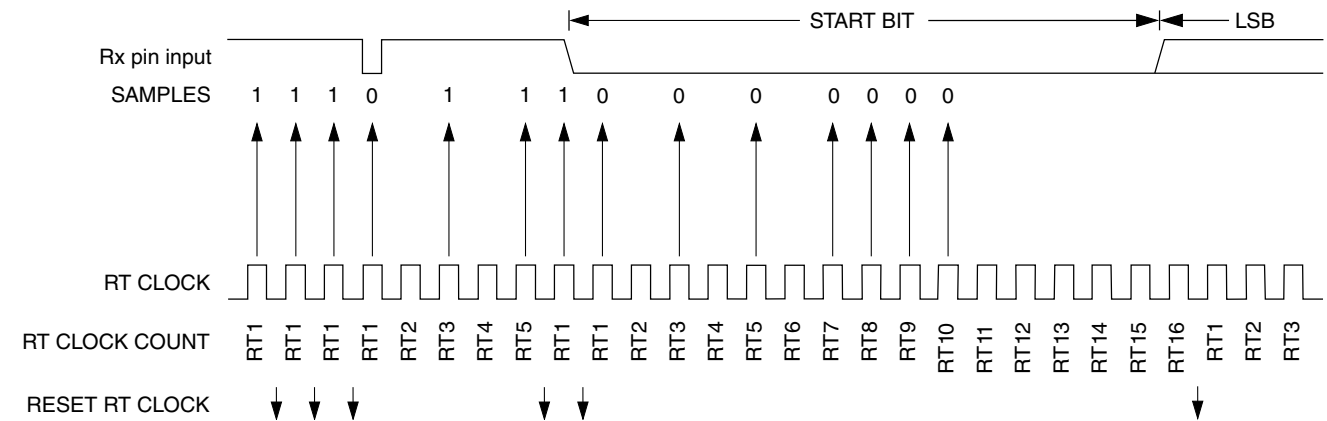 START BIT LSB
Rx pin input
SAMPLES 1 1 1 0 1 1 1 0 0 0 0 0 0 0
RT CLOCK
RT CLOCK COUNT RT1 RT1 RT1 RT1 RT2 RT3 RT4 RT5 RT1 RT1 RT2 RT3 RT4 RT5 RT6 RT7 RT8 RT9 RT10 RT11 RT12 RT13 RT14 RT15 RT16 RT1 RT2 RT3
RESET RT CLOCK